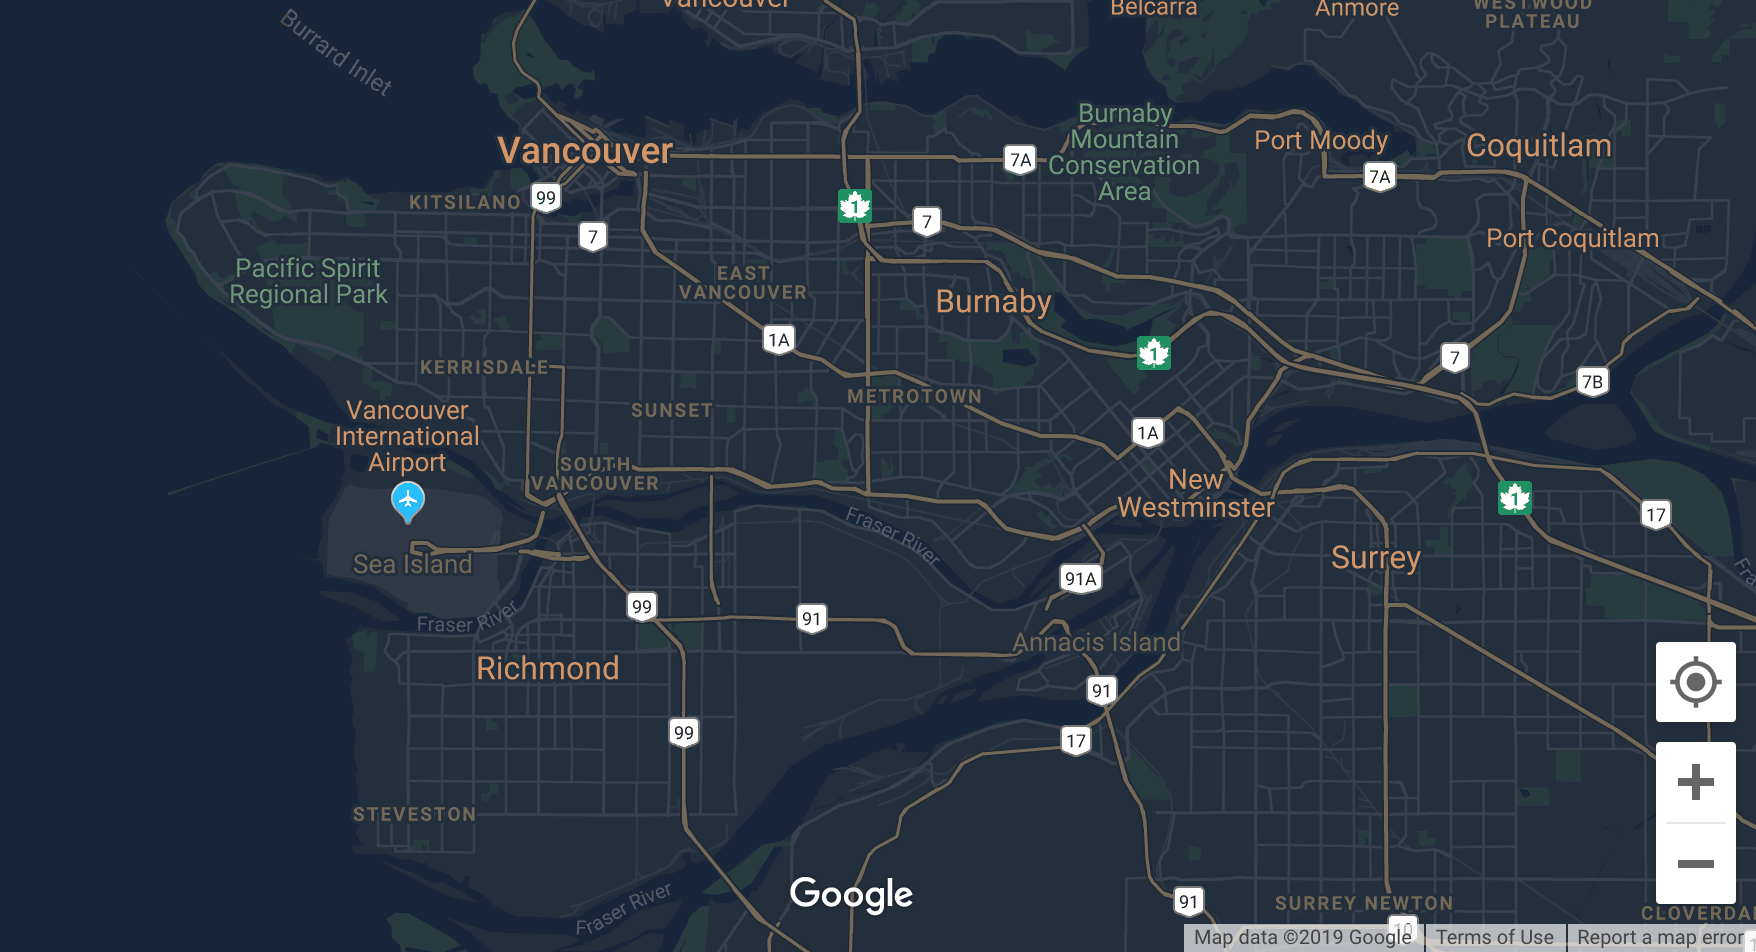 Vancouver
Belcarra
Anmore
WESTWOOD
PLATEAU
Burrard Inlet
Burnaby
Mountain
Conservation
Area
Vancouver
7A
Port Moody
Coquitlam
7A
KITSILANO
99
1
7
7
Port Coquitlam
Pacific Spirit
Regional Park
EAST
VANCOUVER
Burnaby
1A
1
7
7B
KERRISDALE
METROTOWN
SUNSET
Vancouver
International
Airport
1A
SOUTH
VANCOUVER
New
Westminster
1
17
Fraser River
Surrey
Sea Island
91A
99
91
Fraser River
Annacis Island
Richmond
91
99
17
STEVESTON
Google
Fraser River
91
SURREY NEWTON
10
CLOVERDA
Fra
Map data ©2019 Google
Terms of Use
Report a map error